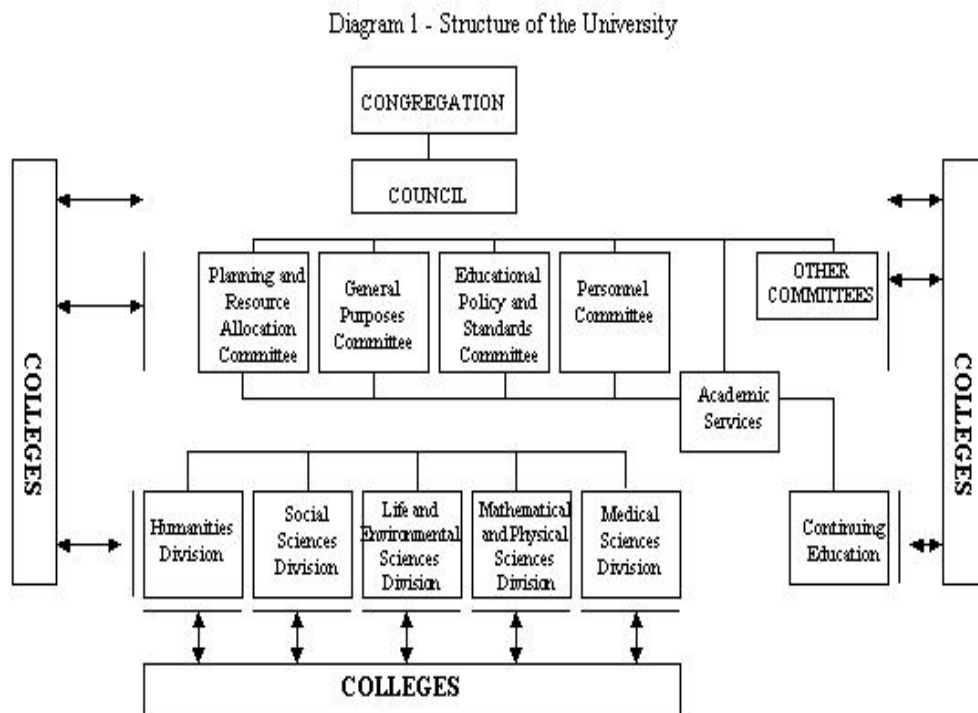 Diagram 1 - Structure of the University
CONGREGATION
COUNCIL
Planning and
Resource
Allocation
Committee
General
Purposes
Committee
Educational
Policy and
Standards
Committee
Personnel
Committee
OTHER
COMMITTEES
COLLEGES
COLLEGES
Academic
Services
Humanities
Division
Social
Sciences
Division
Life and
Environmental
Sciences
Division
Mathematical
and Physical
Sciences
Division
Medical
Sciences
Division
Continuing
Education
COLLEGES